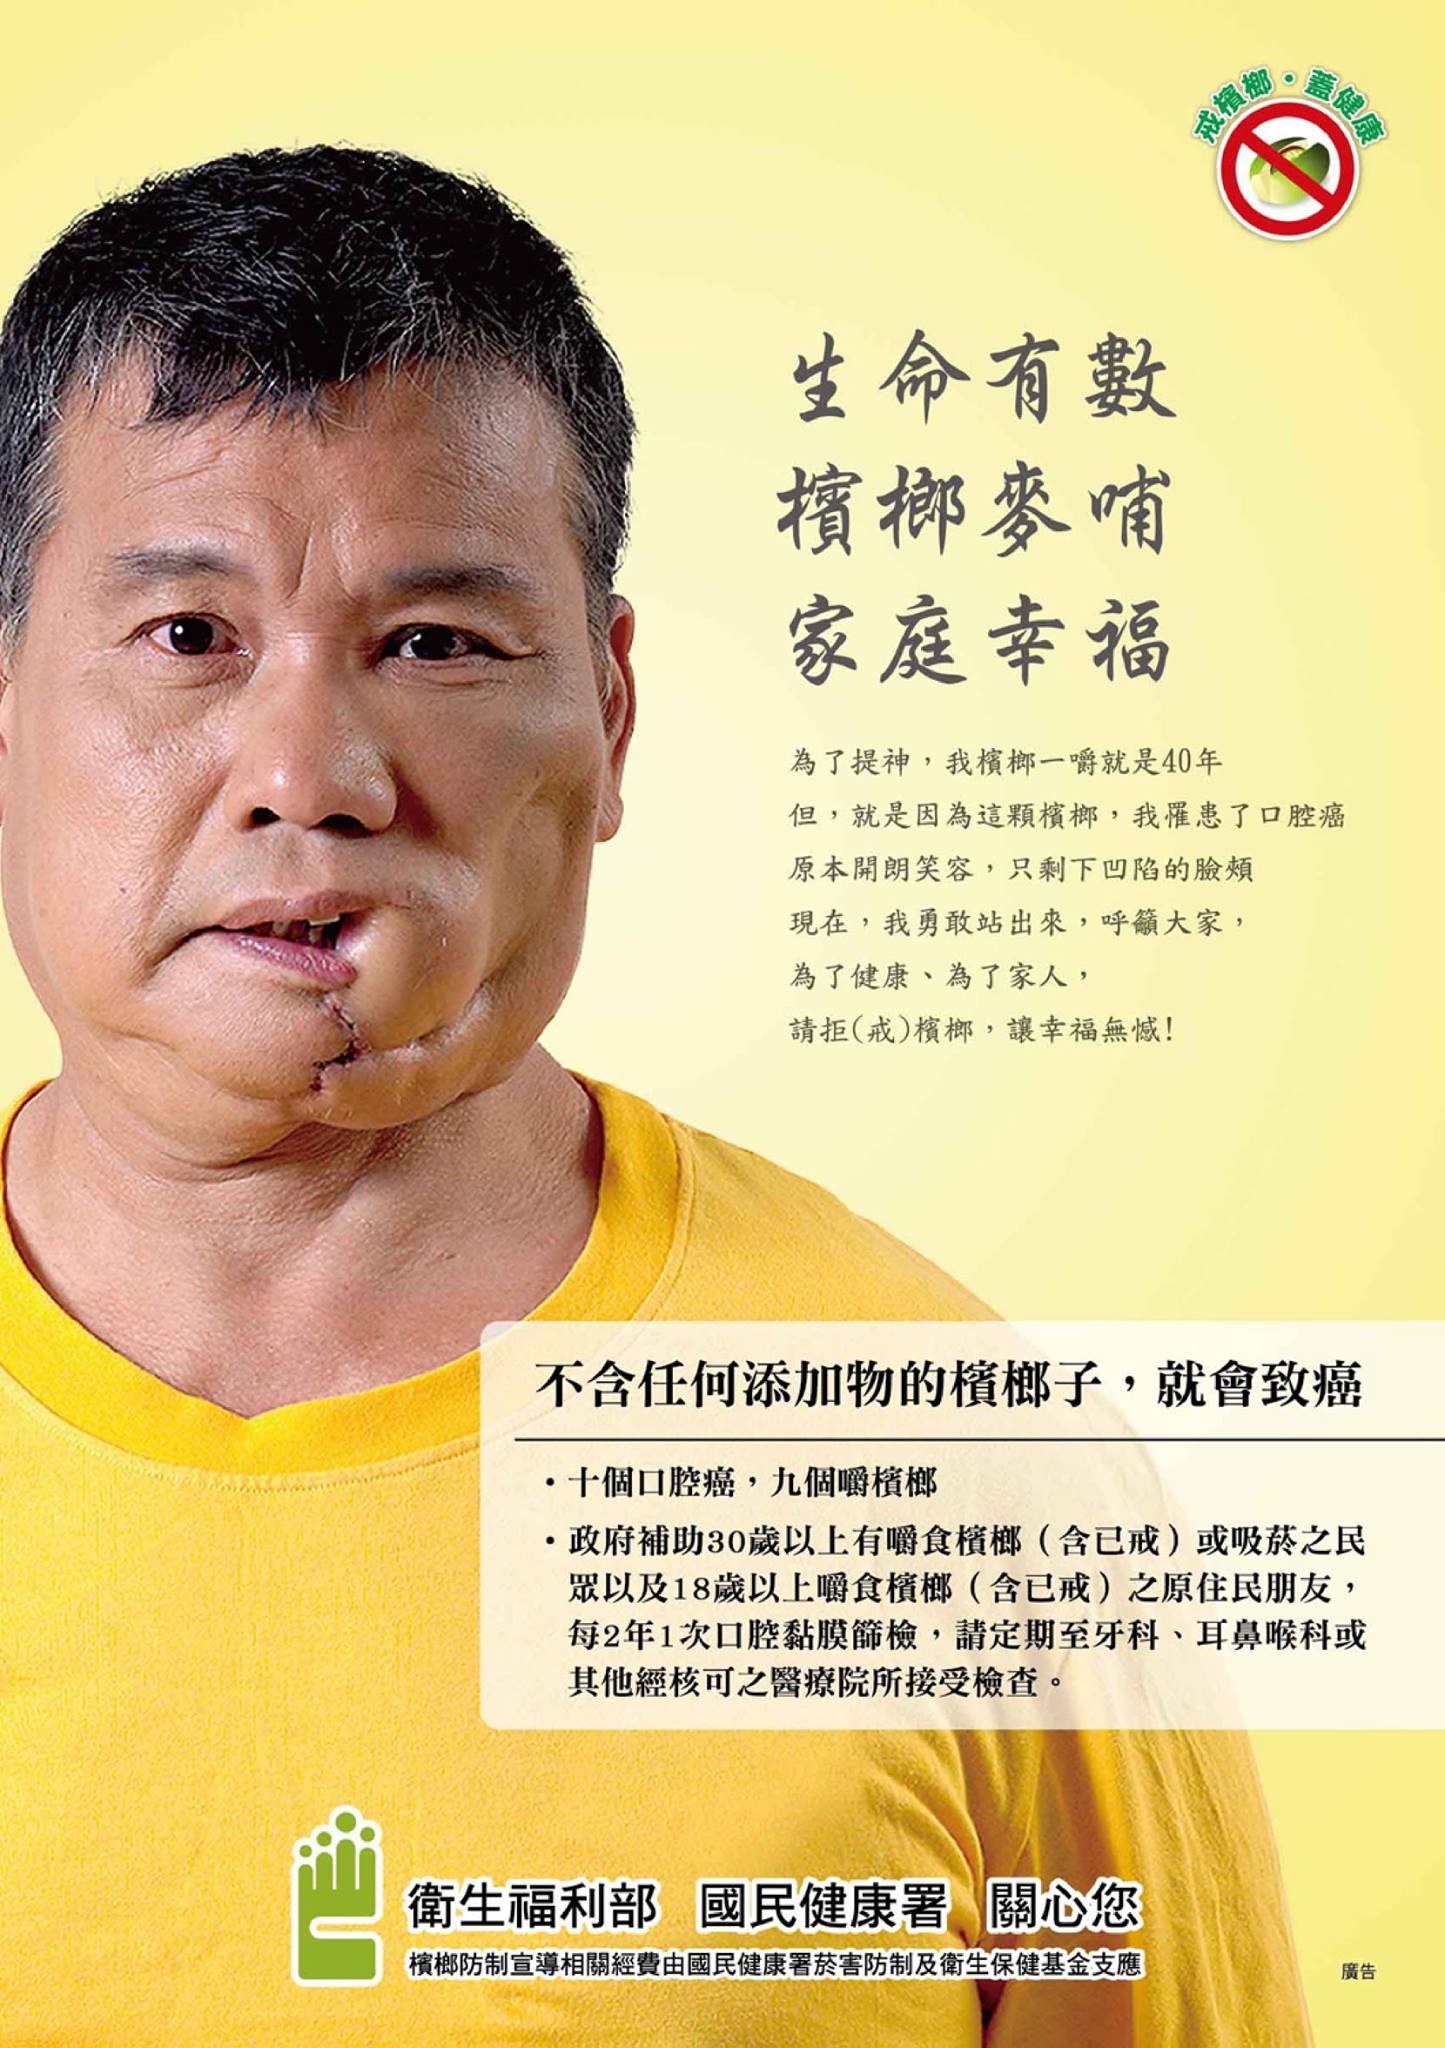 戒檳榔・蓋健康
生命有數
檳榔麥哺
家庭幸福
為了提神，我檳榔一嚼就是40年
但，就是因為這顆檳榔，我罹患了口腔癌
原本開朗笑容，只剩下凹陷的臉頰
現在，我勇敢站出來，呼籲大家，
為了健康、為了家人，
請拒(戒)檳榔，讓幸福無憾!
不含任何添加物的檳榔子，就會致癌
・十個口腔癌，九個嚼檳榔
・政府補助30歲以上有嚼食檳榔（含已戒）或吸菸之民
眾以及18歲以上嚼食檳榔（含已戒）之原住民朋友，
每2年1次口腔黏膜篩檢，請定期至牙科、耳鼻喉科或
其他經核可之醫療院所接受檢查。
衛生福利部 國民健康署 關心您
檳榔防制宣導相關經費由國民健康署菸害防制及衛生保健基金支應
廣告